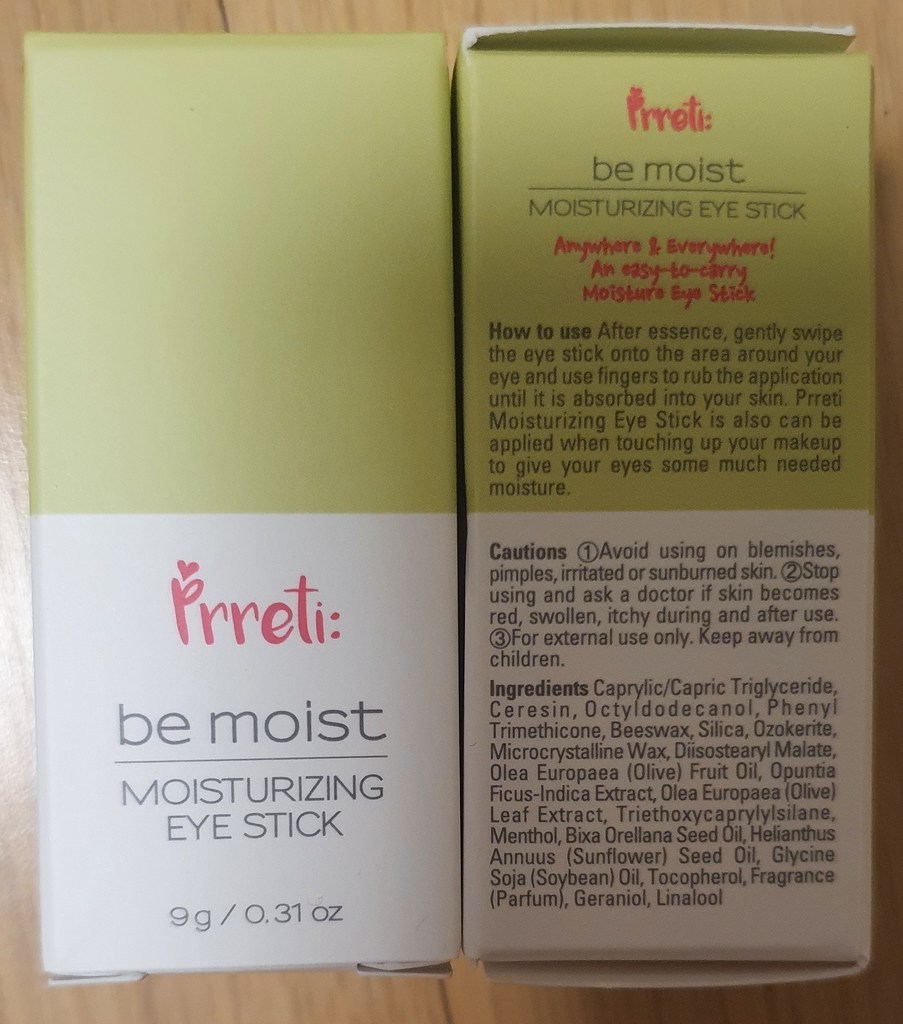 Prreti:
be moist
MOISTURIZING
EYE STICK
9g / 0.31 oz
Prreti:
be moist
MOISTURIZING EYE STICK
Anywhere & Everywhere!
An easy-to-carry
Moisture Eye Stick
How to use After essence, gently swipe
the eye stick onto the area around your
eye and use fingers to rub the application
until it is absorbed into your skin. Prreti
Moisturizing Eye Stick is also can be
applied when touching up your makeup
to give your eyes some much needed
moisture.
Cautions ①Avoid using on blemishes,
pimples, irritated or sunburned skin. ②Stop
using and ask a doctor if skin becomes
red, swollen, itchy during and after use.
③For external use only. Keep away from
children.
Ingredients Caprylic/Capric Triglyceride,
Ceresin, Octyldodecanol, Phenyl
Trimethicone, Beeswax, Silica, Ozokerite,
Microcrystalline Wax, Diisostearyl Malate,
Olea Europaea (Olive) Fruit Oil, Opuntia
Ficus-Indica Extract, Olea Europaea (Olive)
Leaf Extract, Triethoxycaprylylsilane,
Menthol, Bixa Orellana Seed Oil, Helianthus
Annuus (Sunflower) Seed Oil, Glycine
Soja (Soybean) Oil, Tocopherol, Fragrance
(Parfum), Geraniol, Linalool